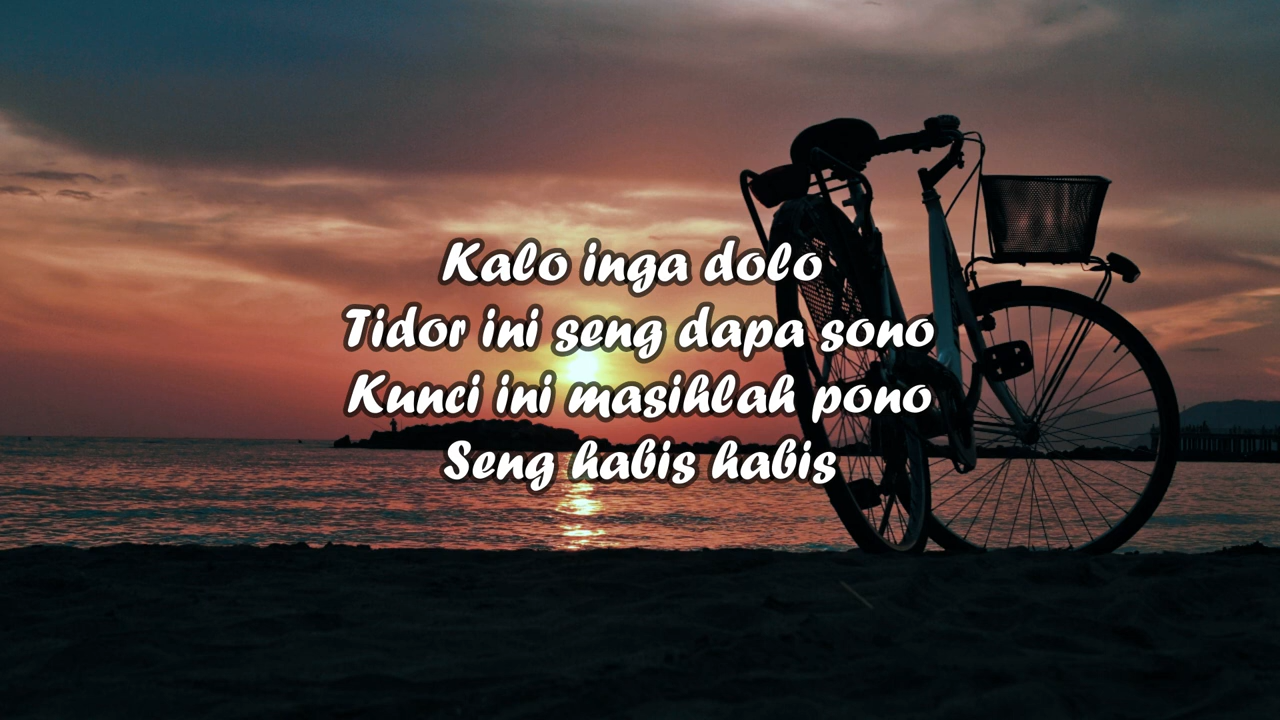 Kalo inga dolo
Tidor ini seng dapa sono
Kunci ini masihlah pono
Seng habis habis